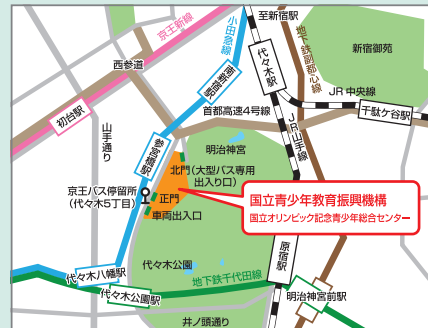 至新宿駅
京王新線
小田急線
地下鉄副都心線
新宿御苑
代々木駅
西参道
南新宿駅
JR 中央線
千駄ケ谷駅
首都高速4号線
初台駅
山手通り
参宮橋駅
明治神宮
JR山手線
北門(大型バス専用
出入り口)
京王バス停留所
(代々木5丁目)
正門
車両出入口
国立青少年教育振興機構
国立オリンピック記念青少年総合センター
原宿駅
代々木公園
代々木八幡駅
地下鉄千代田線
代々木公園駅
明治神宮前駅
井ノ頭通り